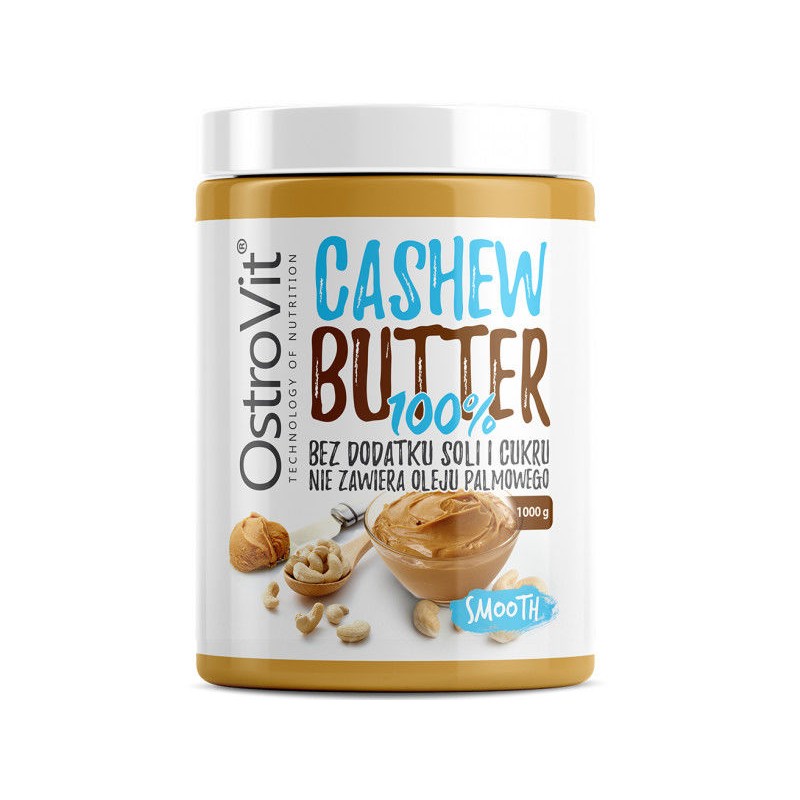 OstroVit®
TECHNOLOGY OF NUTRITION
CASHEW
BUTTER
100%
BEZ DODATKU SOLI I CUKRU
NIE ZAWIERA OLEJU PALMOWEGO
1000 g
SMOOTH